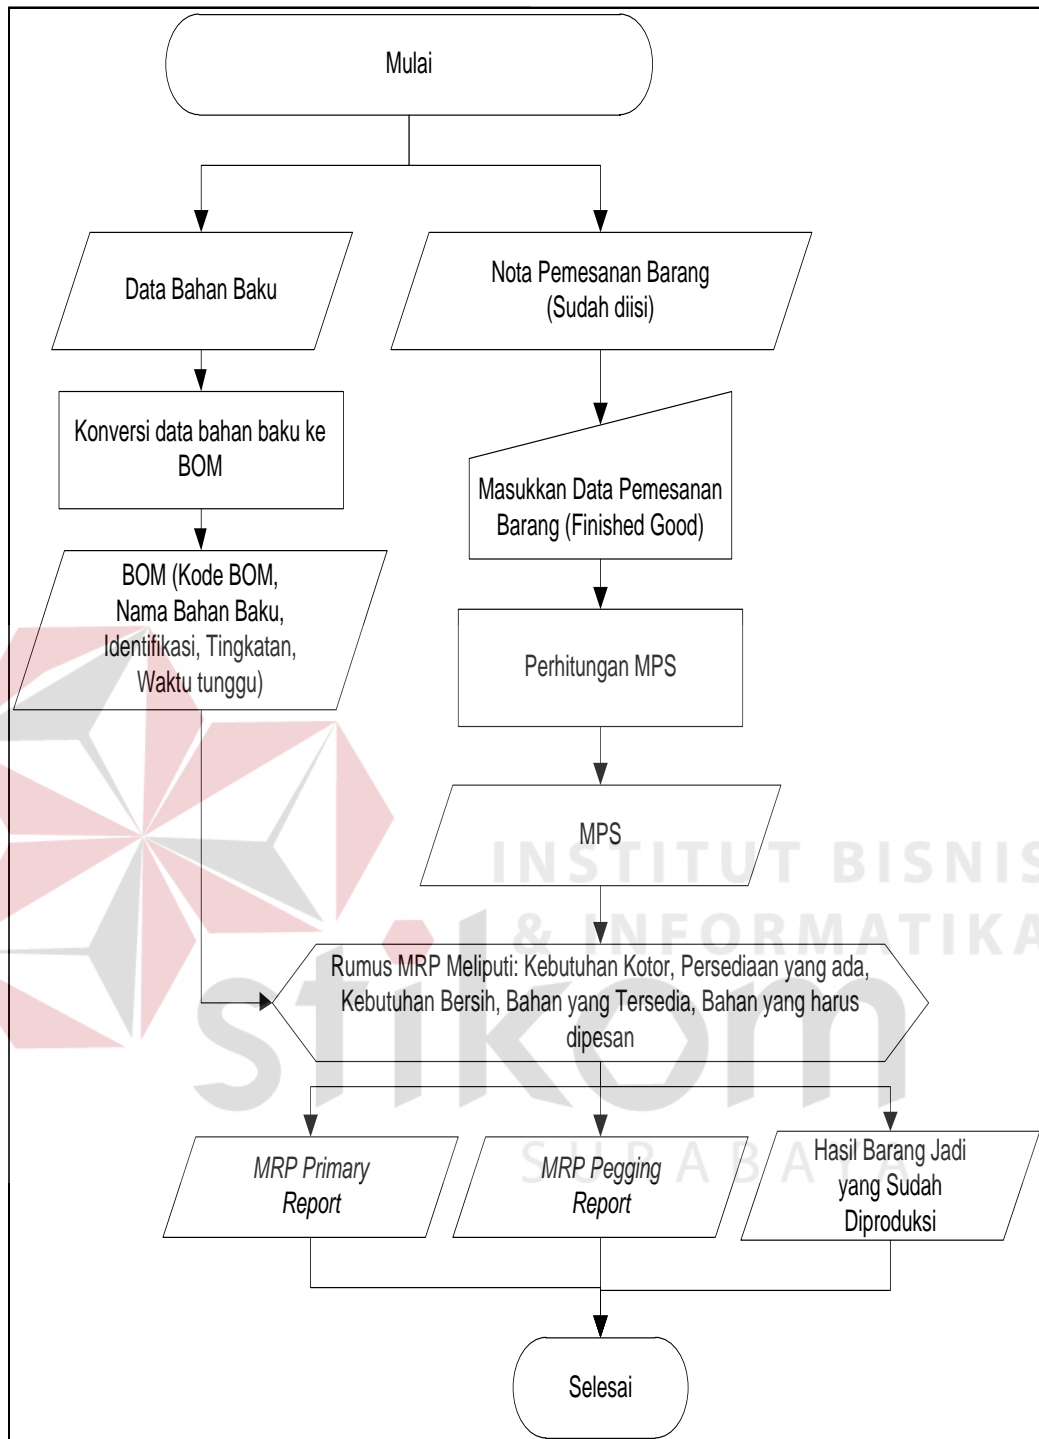 Mulai
Data Bahan Baku
Nota Pemesanan Barang
(Sudah diisi)
Konversi data bahan baku ke
BOM
Masukkan Data Pemesanan
Barang (Finished Good)
BOM (Kode BOM,
Nama Bahan Baku,
Identifikasi, Tingkatan,
Waktu tunggu)
Perhitungan MPS
MPS
INSTITUT BISNIS
& INFORMATIKA
Rumus MRP Meliputi: Kebutuhan Kotor, Persediaan yang ada,
Kebutuhan Bersih, Bahan yang Tersedia, Bahan yang harus
dipesan
stikom
SURABAYA
MRP Primary
Report
MRP Pegging
Report
Hasil Barang Jadi
yang Sudah
Diproduksi
Selesai